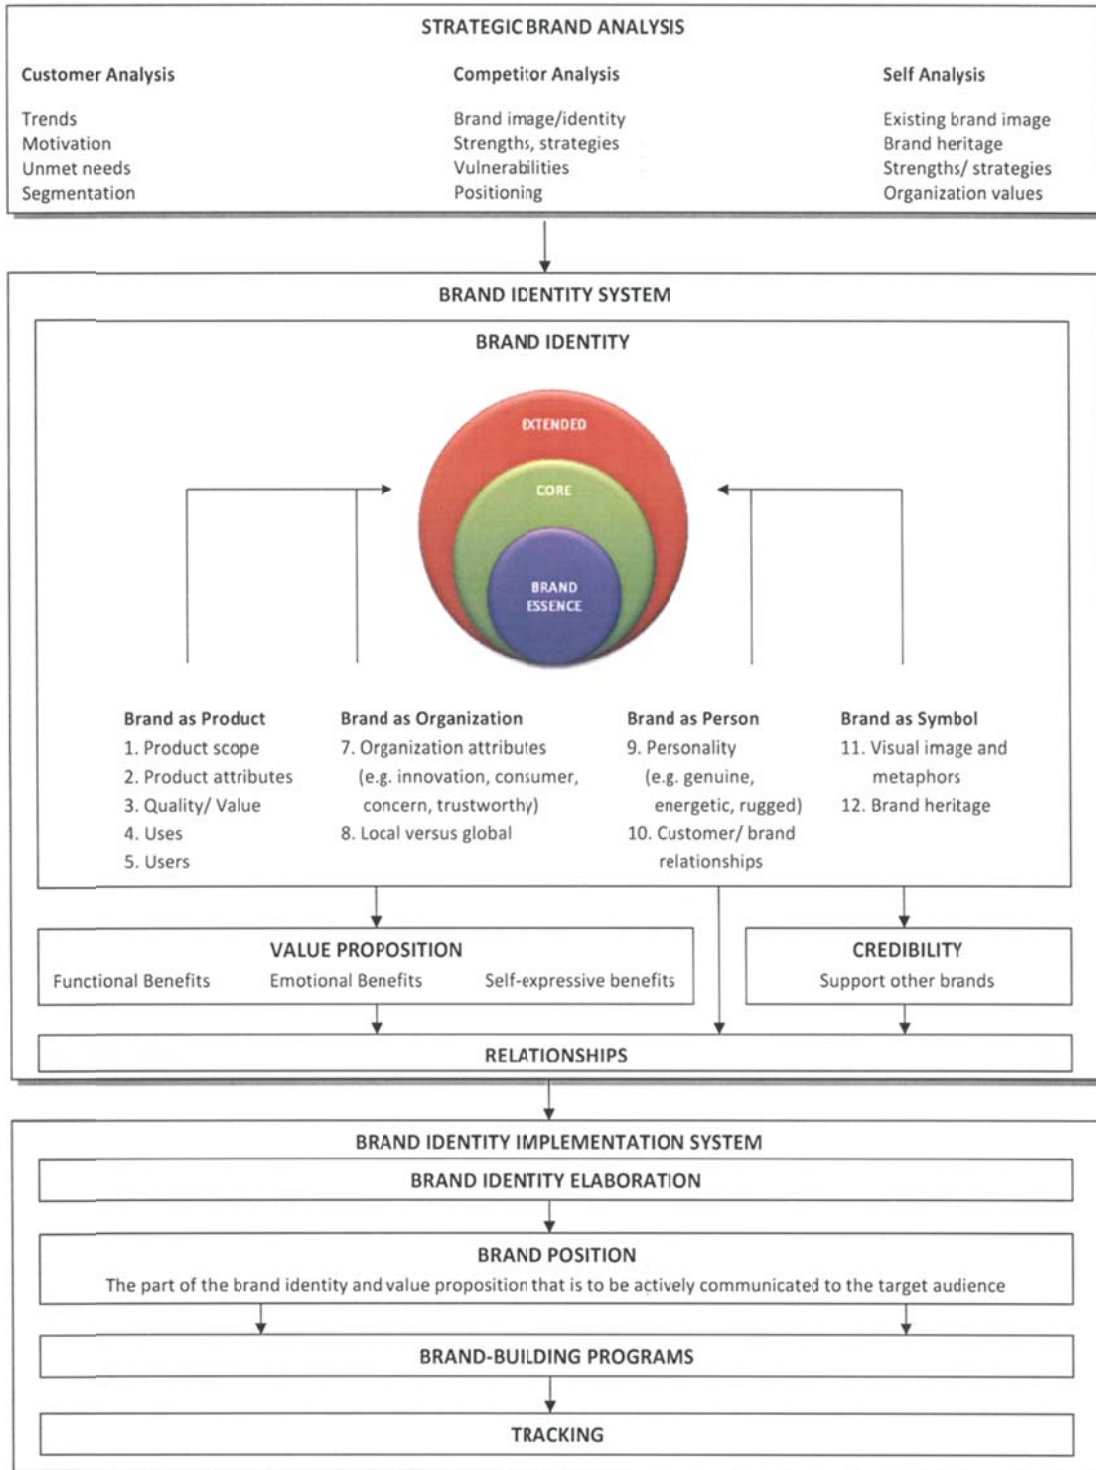 STRATEGIC BRAND ANALYSIS
Customer Analysis
Trends
Motivation
Unmet needs
Segmentation
Competitor Analysis
Brand image/identity
Strengths, strategies
Vulnerabilities
Positioning
Self Analysis
Existing brand image
Brand heritage
Strengths/ strategies
Organization values
BRAND IDENTITY SYSTEM
BRAND IDENTITY
EXTENDED
CORE
BRAND
ESSENCE
Brand as Product
1. Product scope
2. Product attributes
3. Quality/ Value
4. Uses
5. Users
Brand as Organization
7. Organization attributes
(e.g. innovation, consumer,
concern, trustworthy)
8. Local versus global
Brand as Person
9. Personality
(e.g. genuine,
energetic, rugged)
10. Customer/ brand
relationships
Brand as Symbol
11. Visual image and
metaphors
12. Brand heritage
VALUE PROPOSITION
Functional Benefits Emotional Benefits Self-expressive benefits
CREDIBILITY
Support other brands
RELATIONSHIPS
BRAND IDENTITY IMPLEMENTATION SYSTEM
BRAND IDENTITY ELABORATION
BRAND POSITION
The part of the brand identity and value proposition that is to be actively communicated to the target audience
BRAND-BUILDING PROGRAMS
TRACKING